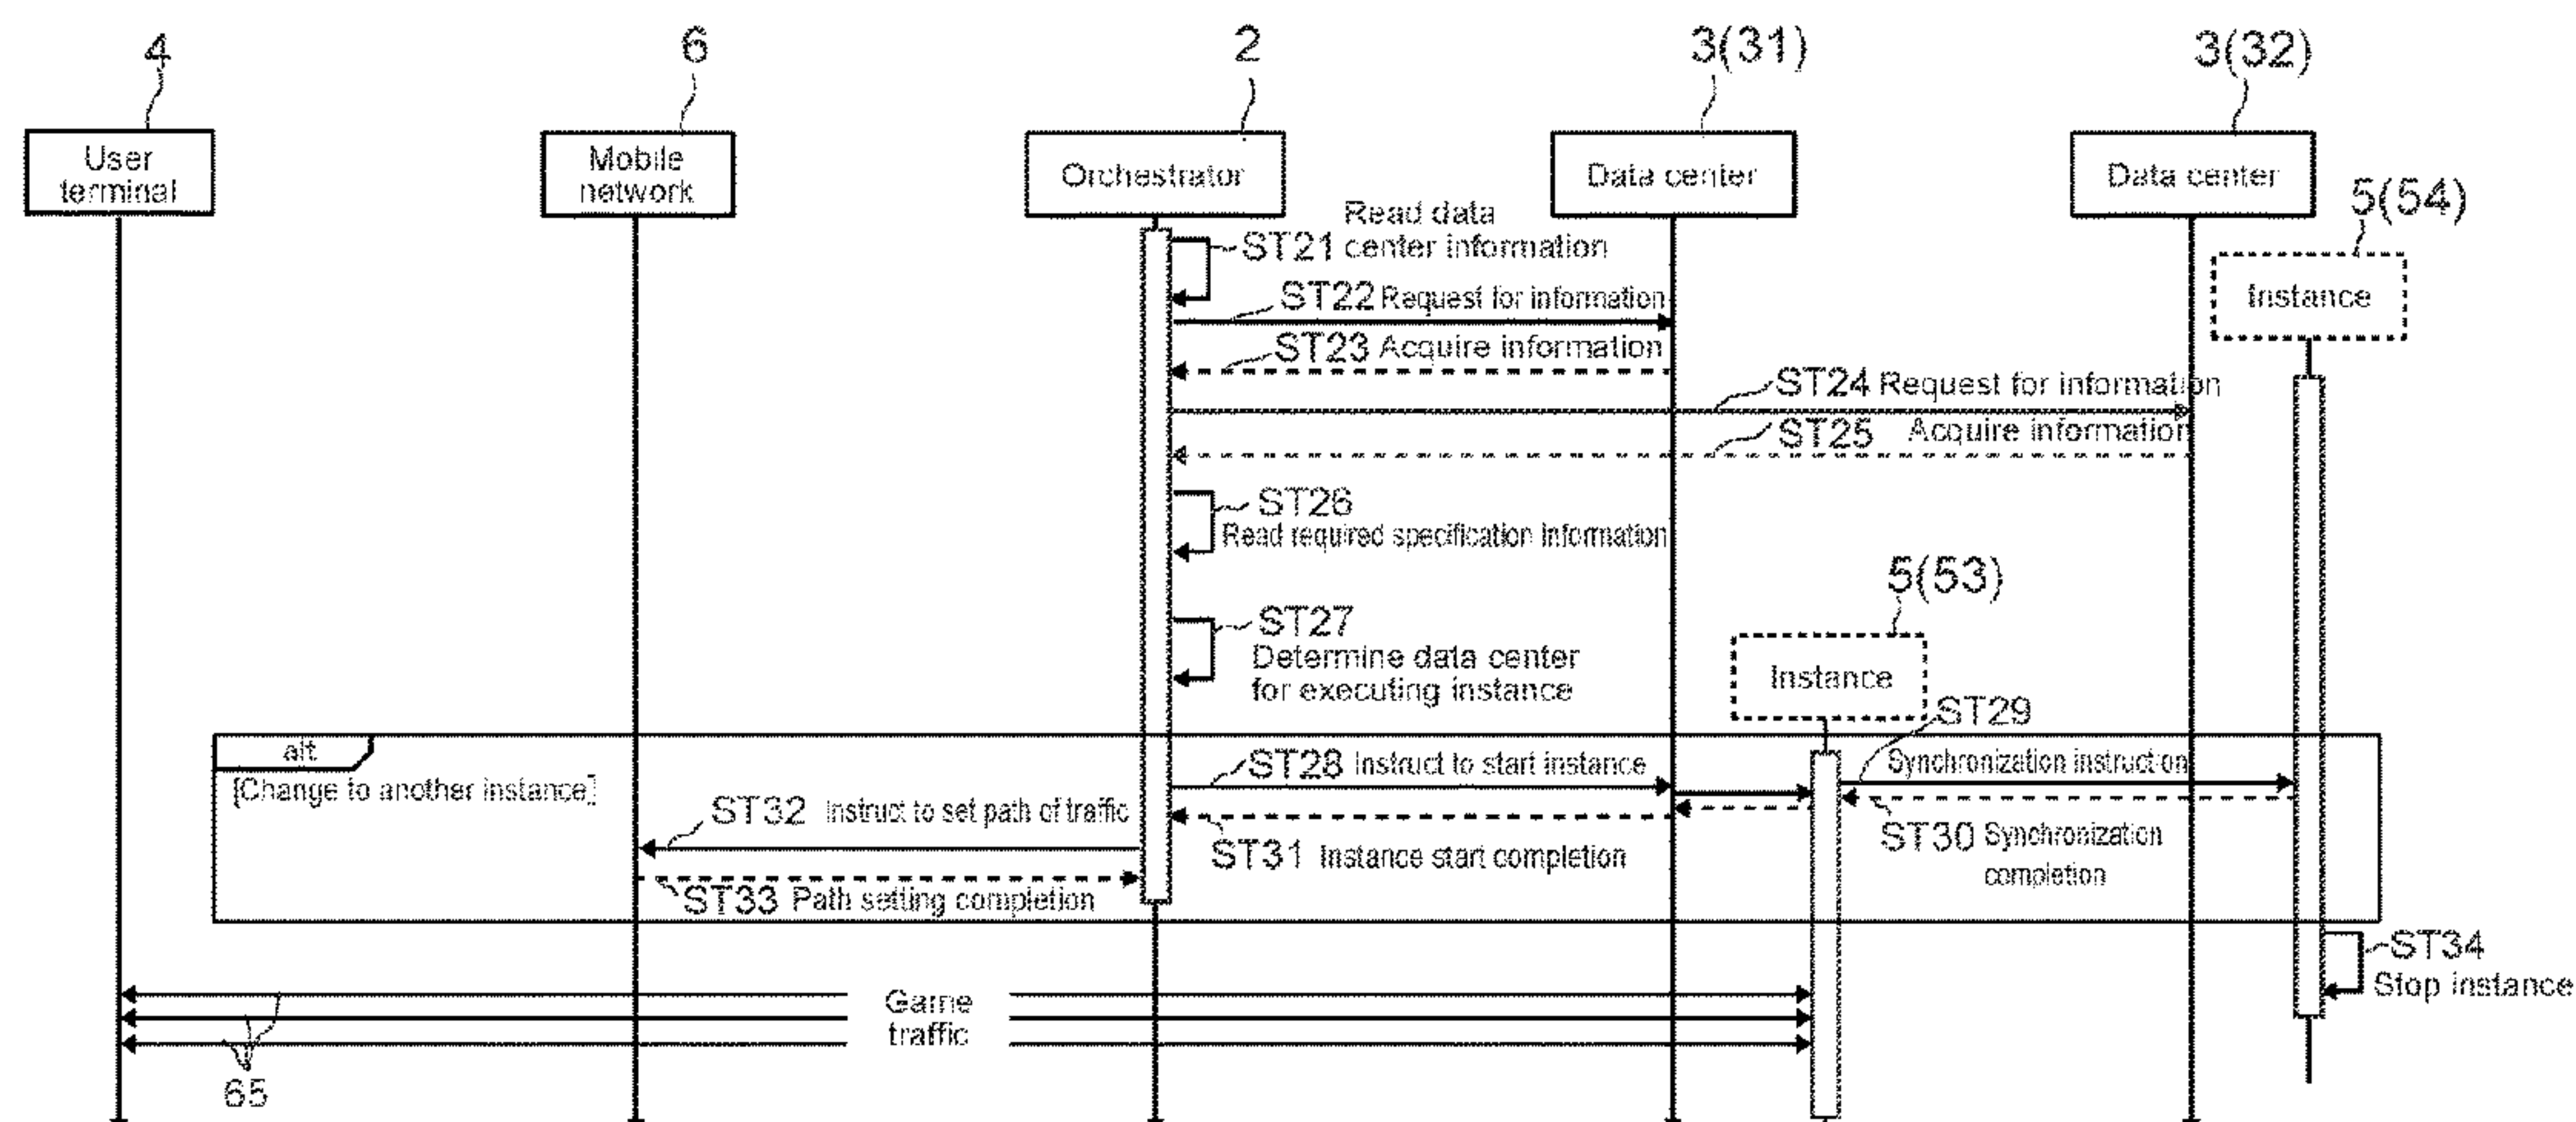 4
6
2
3(31)
3(32)
User
terminal
Mobile
network
Orchestrator
Data center
Data center
5(54)
Instance
Read data
ST21 center information
ST22 Request for information
ST23 Acquire information
ST24 Request for information
ST25 Acquire information
ST26
Read required specification information
ST27
Determine data center
for executing instance
5(53)
Instance
ST29
alt
[Change to another instance]
ST28 Instruct to start instance
Synchronization instruction
ST32 Instruct to set path of traffic
ST31 Instance start completion
ST30 Synchronization
completion
ST33 Path setting completion
ST34
Stop instance
Game
traffic
65